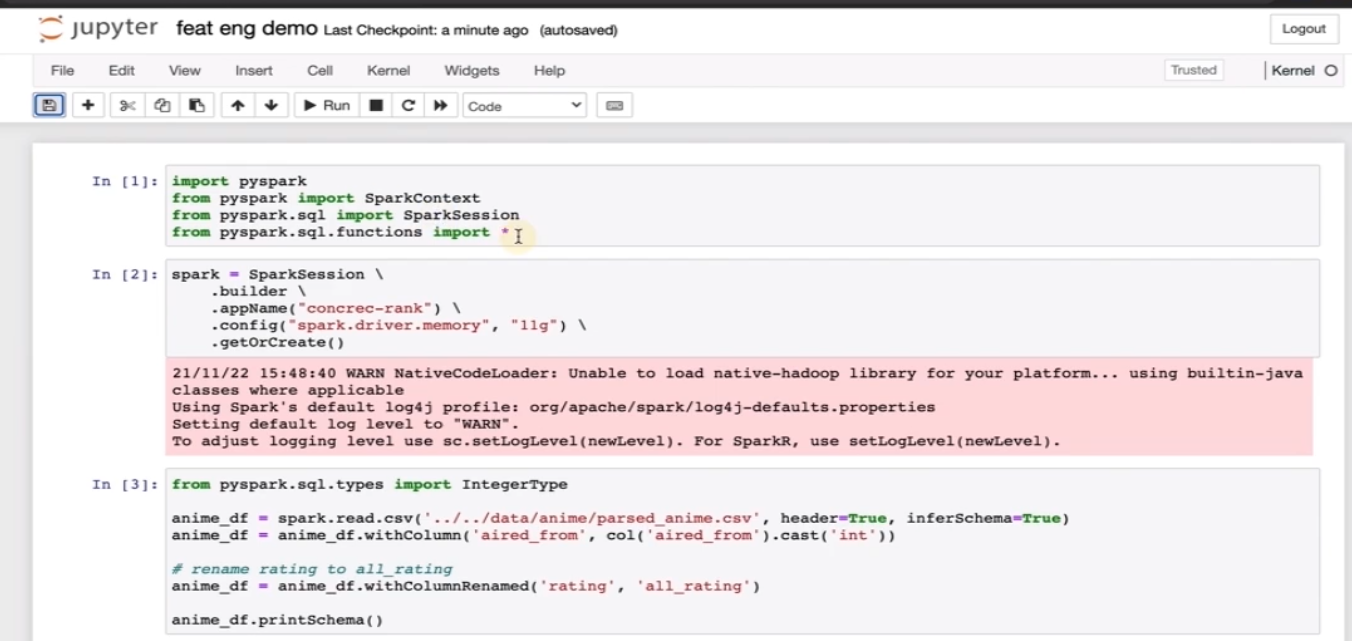 jupyter feat eng demo Last Checkpoint: a minute ago (autosaved) Logout
File Edit View Insert Cell Kernel Widgets Help Trusted Kernel
Run Code
In [1]: import pyspark
from pyspark import SparkContext
from pyspark.sql import SparkSession
from pyspark.sql.functions import *
In [2]: spark = SparkSession \
.builder \
.appName("concrec-rank") \
.config("spark.driver.memory", "11g") \
.getOrCreate()
21/11/22 15:48:40 WARN NativeCodeLoader: Unable to load native-hadoop library for your platform... using builtin-java
classes where applicable
Using Spark's default log4j profile: org/apache/spark/log4j-defaults.properties
Setting default log level to "WARN".
To adjust logging level use sc.setLogLevel(newLevel). For SparkR, use setLogLevel(newLevel).
In [3]: from pyspark.sql.types import IntegerType
anime_df = spark.read.csv('../../data/anime/parsed_anime.csv', header=True, inferSchema=True)
anime_df = anime_df.withColumn('aired_from', col('aired_from').cast('int'))
# rename rating to all_rating
anime_df = anime_df.withColumnRenamed('rating', 'all_rating')
anime_df.printSchema()